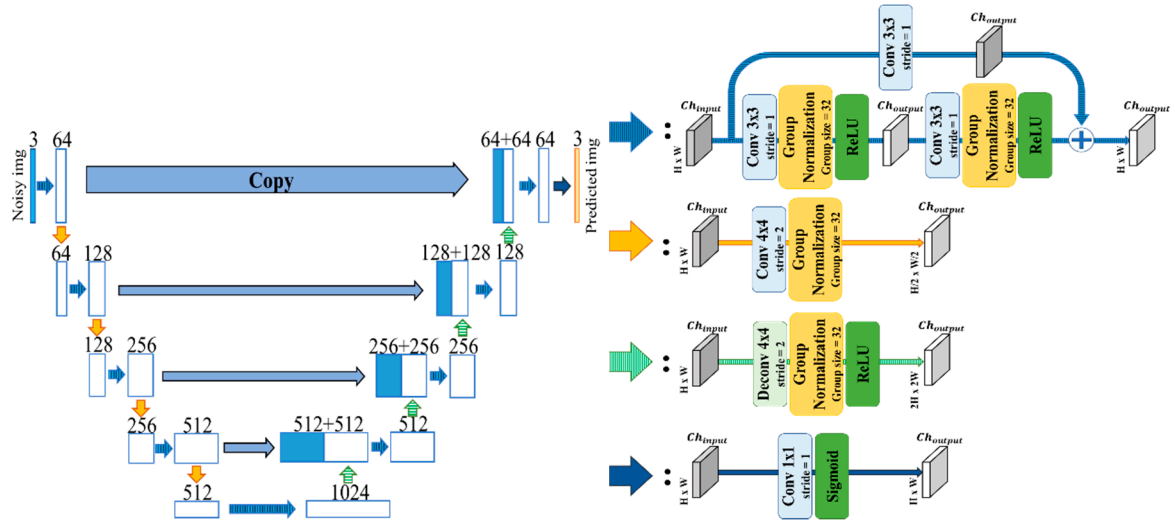 3
64
64+64
64
3
Noisy img
Copy
Predicted img
64
128
128+128
128
128
256
256+256
256
256
512
512+512
512
512
1024
Ch_output
Conv 3x3
stride = 1
Ch_input
H x W
Conv 3x3
stride = 1
Group
Normalization
Group size = 32
ReLU
Ch_output
Conv 3x3
stride = 1
Group
Normalization
Group size = 32
ReLU
+
Ch_output
H x W
:
Ch_input
H x W
Conv 4x4
stride = 2
Group
Normalization
Group size = 32
Ch_output
H/2 x W/2
:
Ch_input
H x W
Deconv 4x4
stride = 2
Group
Normalization
Group size = 32
ReLU
Ch_output
2H x 2W
:
Ch_input
H x W
Conv 1x1
stride = 1
Sigmoid
Ch_output
H x W
: